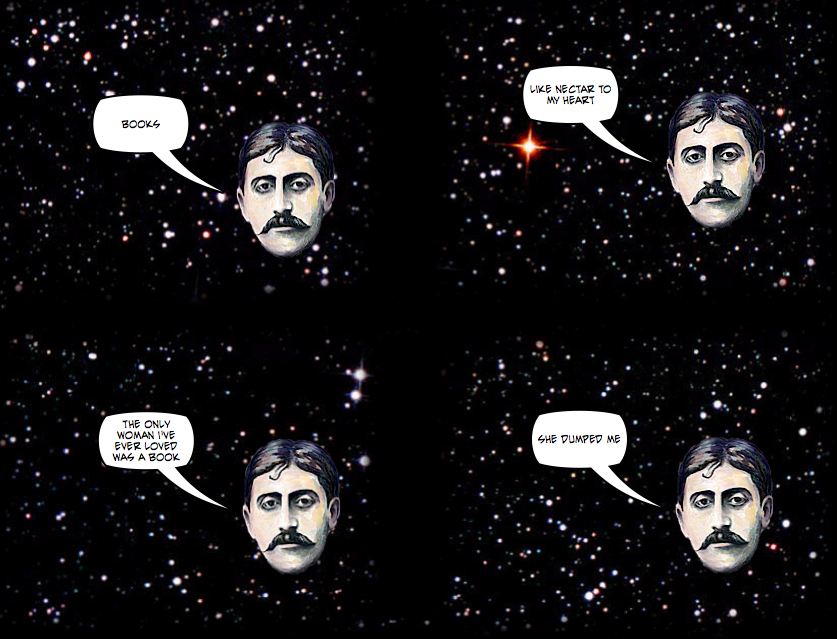 BOOKS
LIKE NECTAR TO
MY HEART
THE ONLY
WOMAN I'VE
EVER LOVED
WAS A BOOK
SHE DUMPED ME